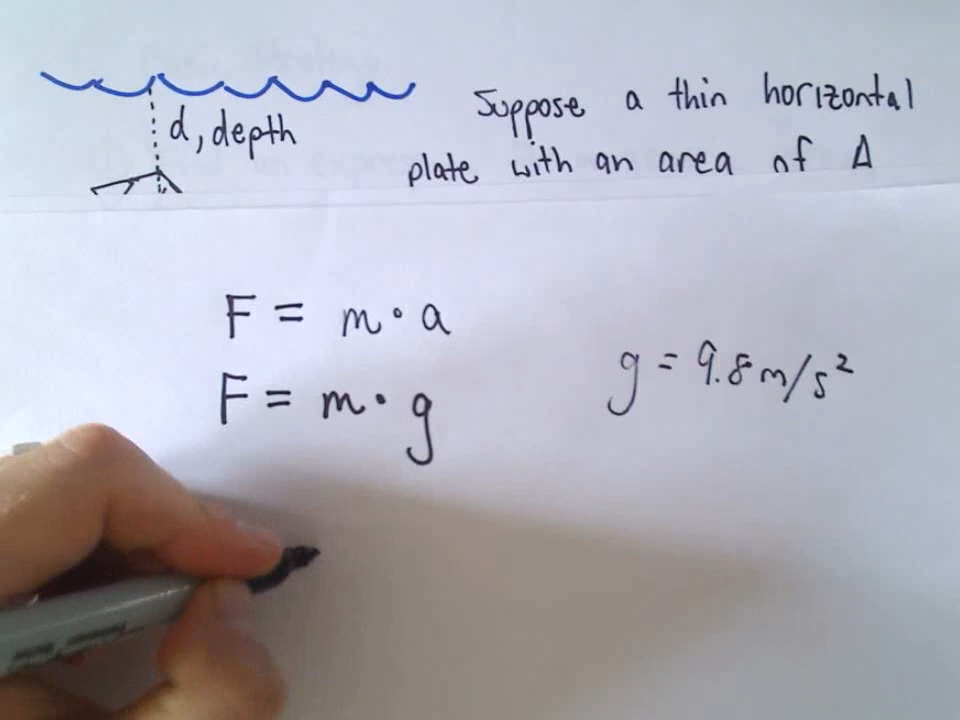 d, depth
Suppose a thin horizontal
plate with an area of A
F = m · a
F = m · g
g = 9.8 m/s²